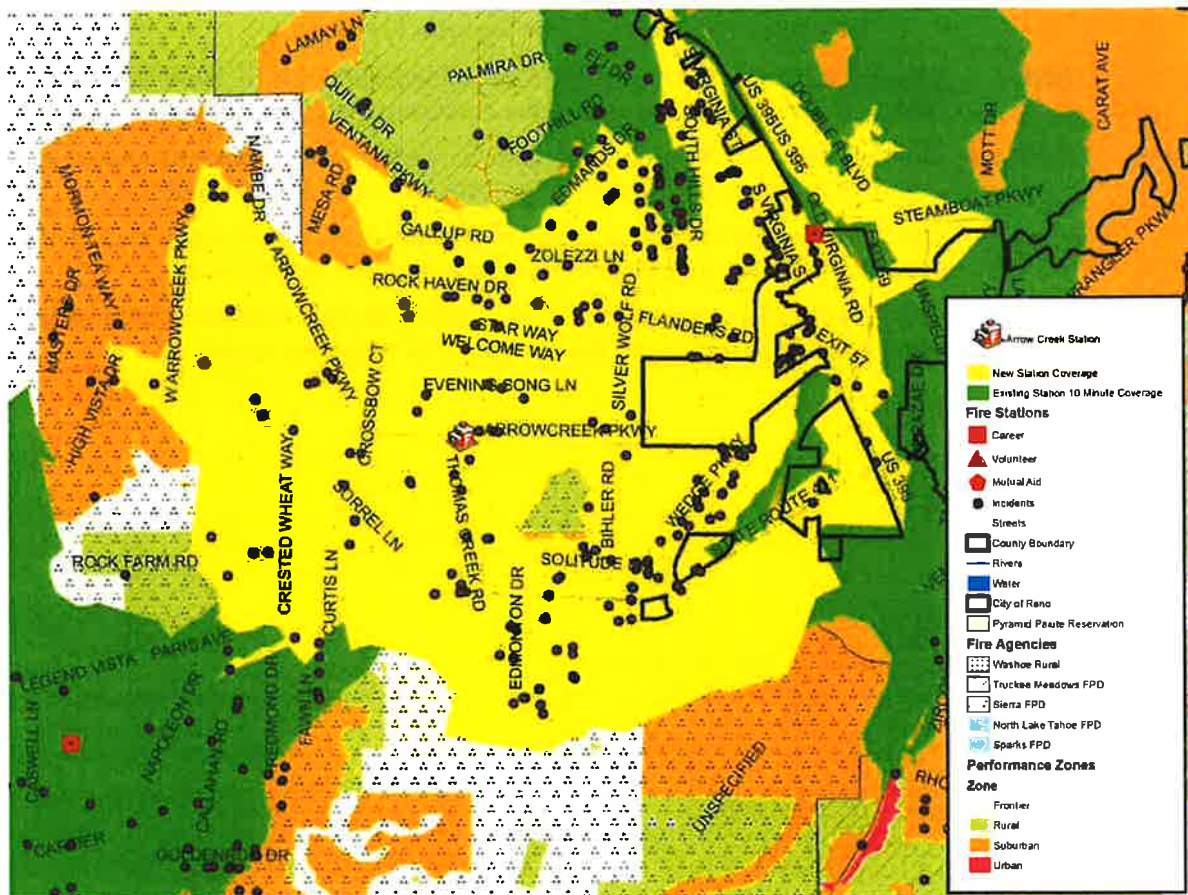 LAMAY LN
PALMIRA DR
ELI DR
S VIRGINIA ST
US 395
US 395
DOUBLE R BLVD
CARAT AVE
QUILICI DR
VENTANA PKWY
FOOTHILL RD
EDMANDS DR
SOUTH HILLS DR
MOTT DR
NAMBE DR
MESA RD
MORMON TEA WAY
W ARROWCREEK PKWY
GALLUP RD
ZOLEZZI LN
S VIRGINIA S
OLD VIRGINIA RD
STEAMBOAT PKWY
WRANGLER PKWY
ARROWCREEK PKWY
ROCK HAVEN DR
MASTERS DR
STAR WAY
WELCOME WAY
SILVER WOLF RD
FLANDERS RD
EXIT 57
HIGH VISTA DR
EVENING SONG LN
CROSSBOW CT
ARROWCREEK PKWY
THOMAS CREEK RD
BIHLER RD
WEDGE PKWY
US 395
CRESTED WHEAT WAY
SORREL LN
STATE ROUTE
ROCK FARM RD
SOLITUDE
CURTIS LN
EDMONTON DR
LEGEND VISTA
PARIS AVE
CASWELL LN
NAPOLEON DR
CALAHAN RD
UNSPECIFIED
CARTIER
GOLDENROD DR
Arrow Creek Station
New Station Coverage
Existing Station 10 Minute Coverage
Fire Stations
Career
Volunteer
Mutual Aid
Incidents
Streets
County Boundary
Rivers
Water
City of Reno
Pyramid Paiute Reservation
Fire Agencies
Washoe Rural
Truckee Meadows FPD
Sierra FPD
North Lake Tahoe FPD
Sparks FPD
Performance Zones
Zone
Frontier
Rural
Suburban
Urban